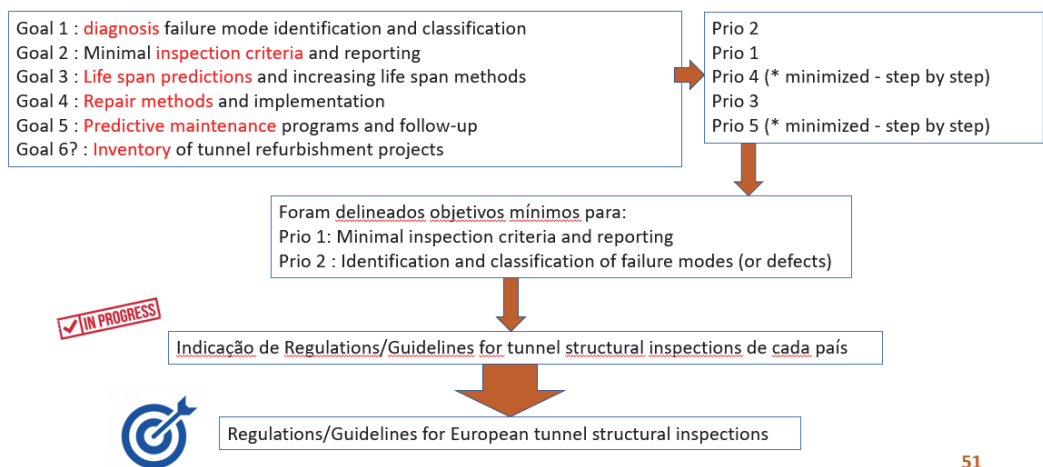 Goal 1 : diagnosis failure mode identification and classification
Goal 2 : Minimal inspection criteria and reporting
Goal 3 : Life span predictions and increasing life span methods
Goal 4 : Repair methods and implementation
Goal 5 : Predictive maintenance programs and follow-up
Goal 6? : Inventory of tunnel refurbishment projects
Prio 2
Prio 1
Prio 4 (* minimized - step by step)
Prio 3
Prio 5 (* minimized - step by step)
Foram delineados objetivos mínimos para:
Prio 1: Minimal inspection criteria and reporting
Prio 2 : Identification and classification of failure modes (or defects)
IN PROGRESS
Indicação de Regulations/Guidelines for tunnel structural inspections de cada país
Regulations/Guidelines for European tunnel structural inspections
51